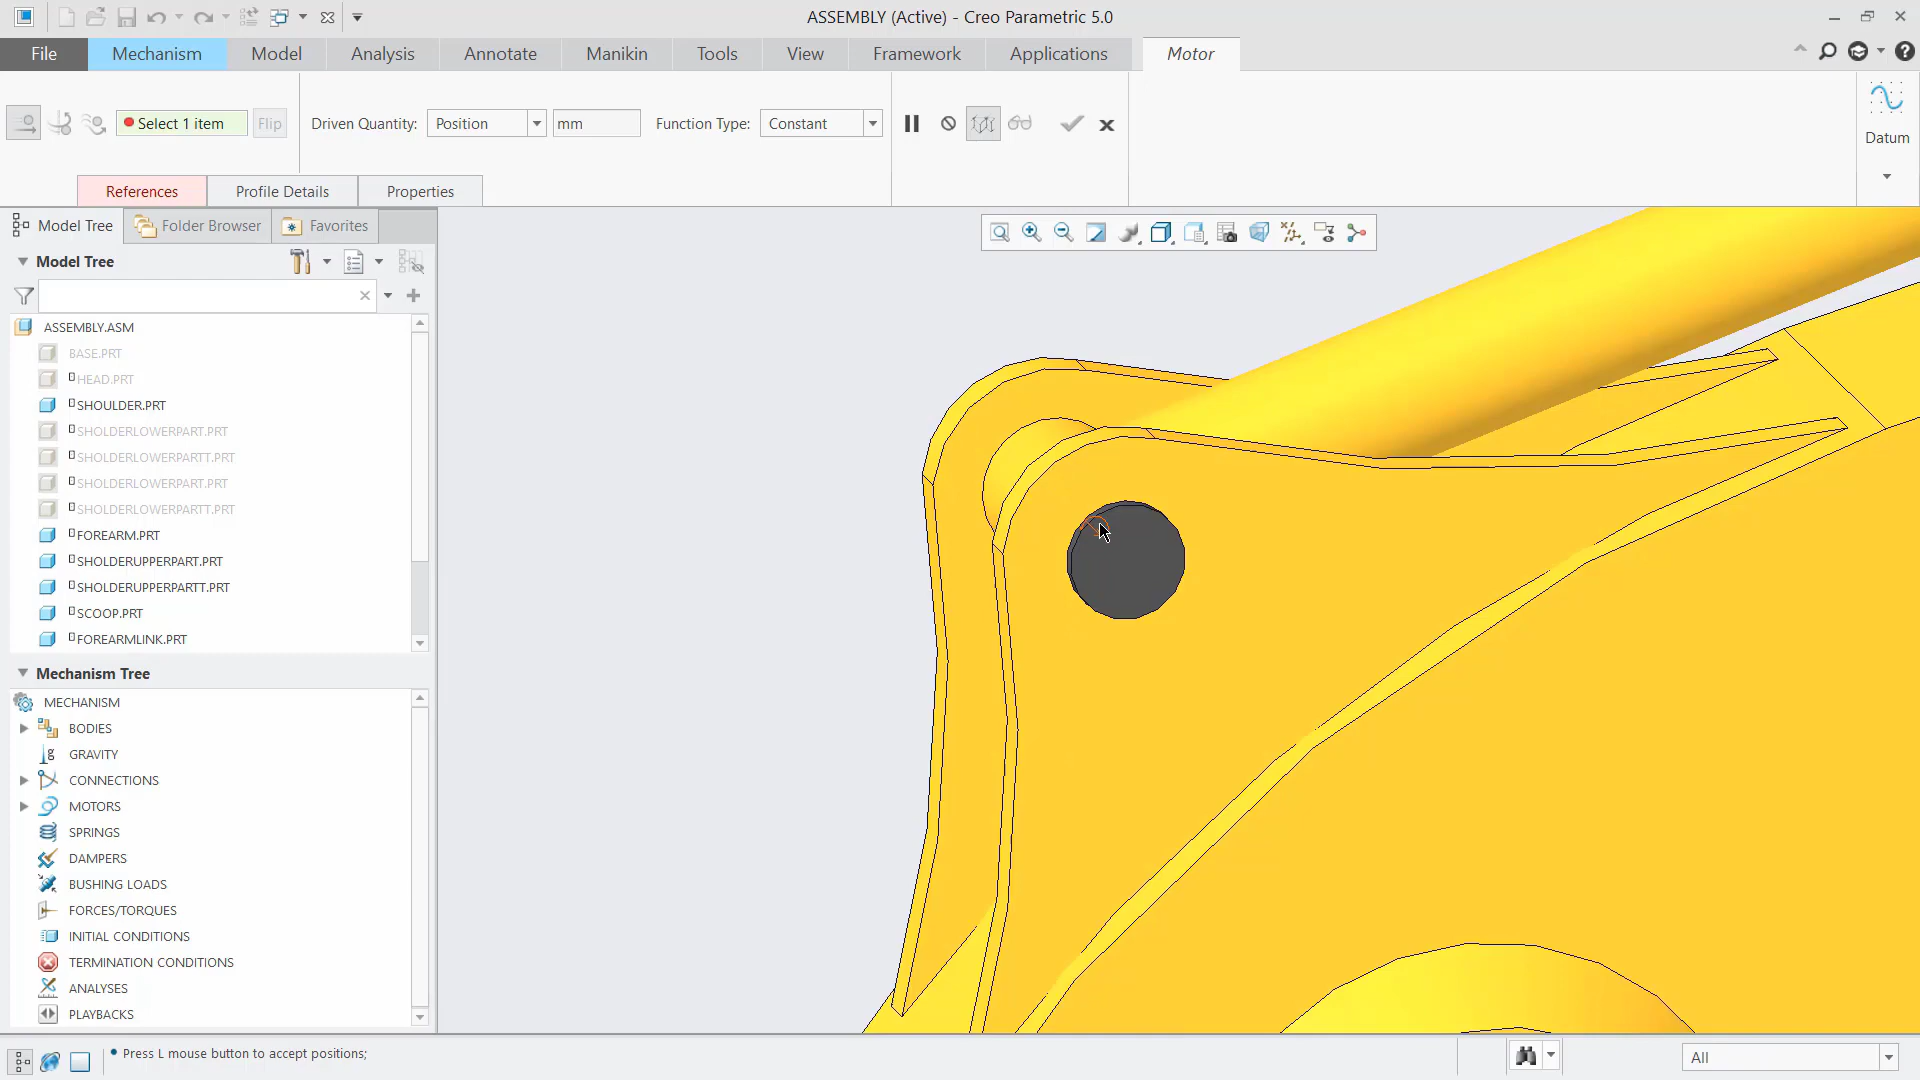 ASSEMBLY (Active) - Creo Parametric 5.0
File Mechanism Model Analysis Annotate Manikin Tools View Framework Applications Motor
Select 1 item Flip Driven Quantity: Position mm Function Type: Constant
Datum
References Profile Details Properties
Model Tree Folder Browser Favorites
Model Tree
ASSEMBLY.ASM
BASE.PRT
HEAD.PRT
SHOULDER.PRT
SHOLDERLOWERPART.PRT
SHOLDERLOWERPARTT.PRT
SHOLDERLOWERPART.PRT
SHOLDERLOWERPARTT.PRT
FOREARM.PRT
SHOLDERUPPERPART.PRT
SHOLDERUPPERPARTT.PRT
SCOOP.PRT
FOREARMLINK.PRT
Mechanism Tree
MECHANISM
BODIES
GRAVITY
CONNECTIONS
MOTORS
SPRINGS
DAMPERS
BUSHING LOADS
FORCES/TORQUES
INITIAL CONDITIONS
TERMINATION CONDITIONS
ANALYSES
PLAYBACKS
Press L mouse button to accept positions;
All